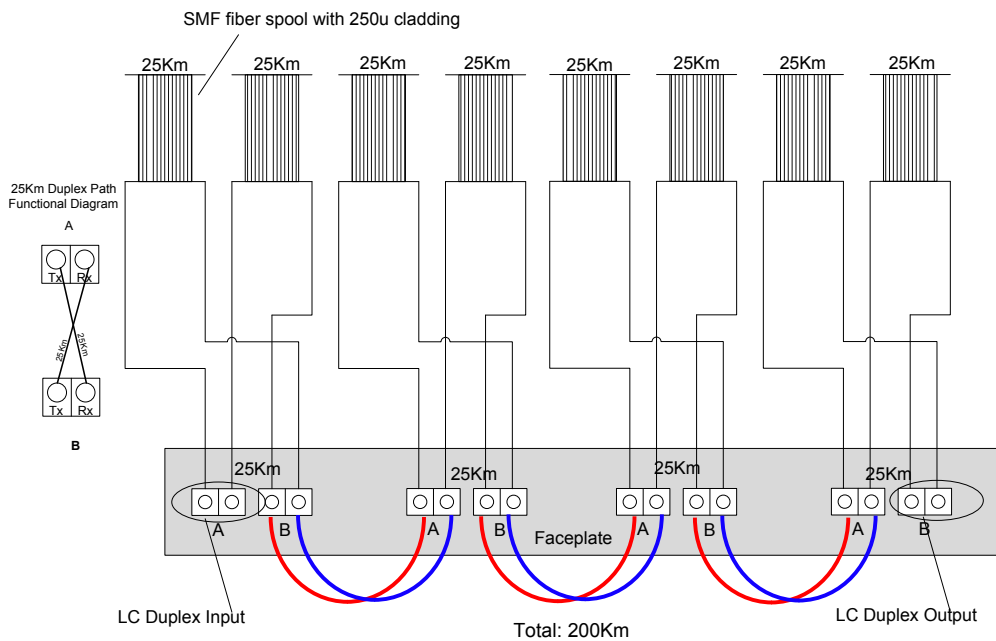 SMF fiber spool with 250u cladding
25Km 25Km 25Km 25Km 25Km 25Km 25Km 25Km
25Km Duplex Path
Functional Diagram
A
Tx Rx
25Km 25Km
Tx Rx
B
25Km 25Km 25Km 25Km
A B A B A B A B
Faceplate
LC Duplex Input
LC Duplex Output
Total: 200Km